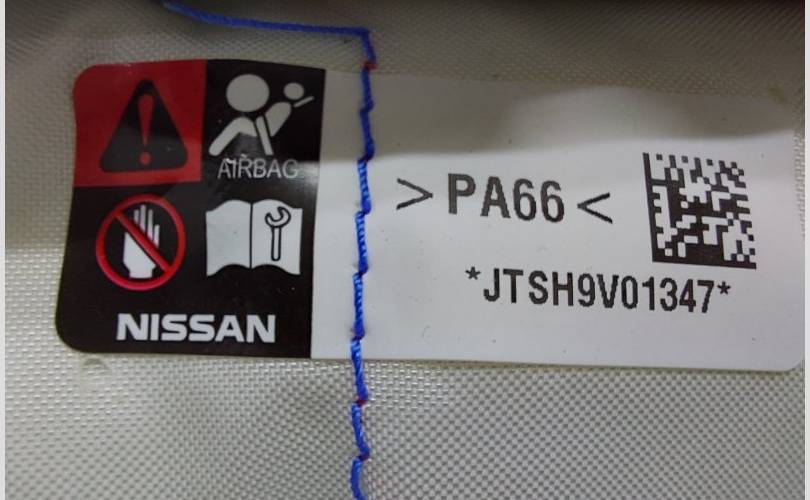 AIRBAG
NISSAN
>PA66<
*JTSH9V01347*